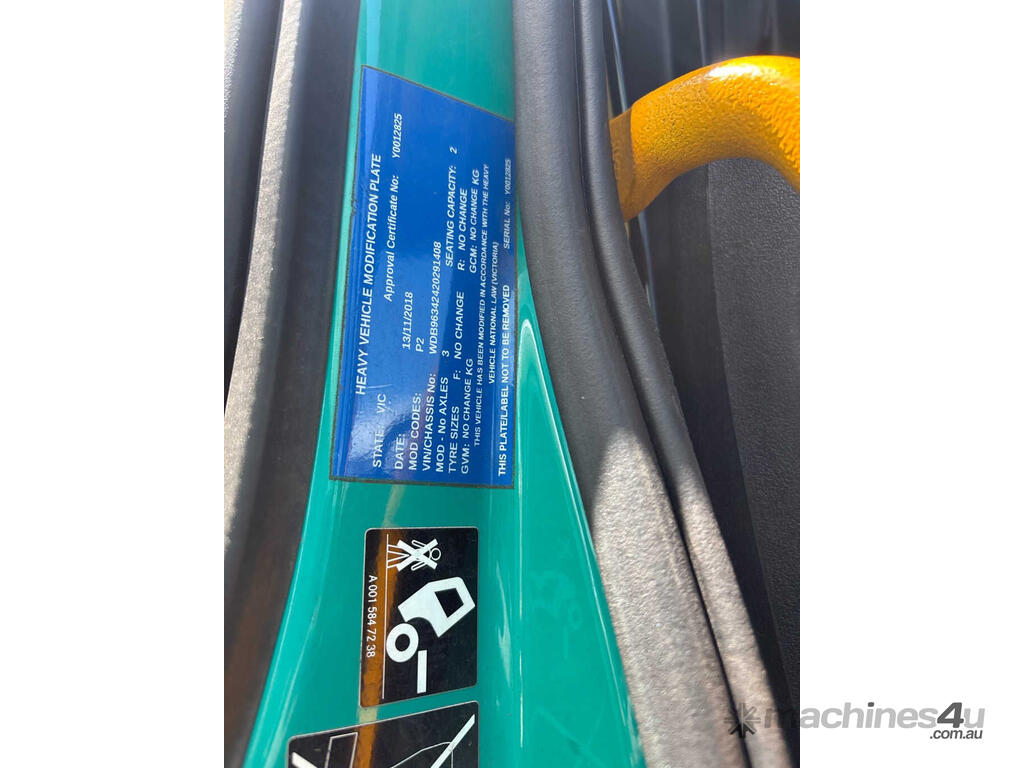 HEAVY VEHICLE MODIFICATION PLATE
STATE: VIC Approval Certificate No: Y0012825
DATE: 13/11/2018
MOD CODES: P2
VIN/CHASSIS No: WDB96342420291408
MOD - No AXLES 3 SEATING CAPACITY: 2
TYRE SIZES F: NO CHANGE R: NO CHANGE
GVM: NO CHANGE KG GCM: NO CHANGE KG
THIS VEHICLE HAS BEEN MODIFIED IN ACCORDANCE WITH THE HEAVY
VEHICLE NATIONAL LAW (VICTORIA)
THIS PLATE/LABEL NOT TO BE REMOVED SERIAL No: Y0012825
A 001 584 72 38
machines4u
.com.au